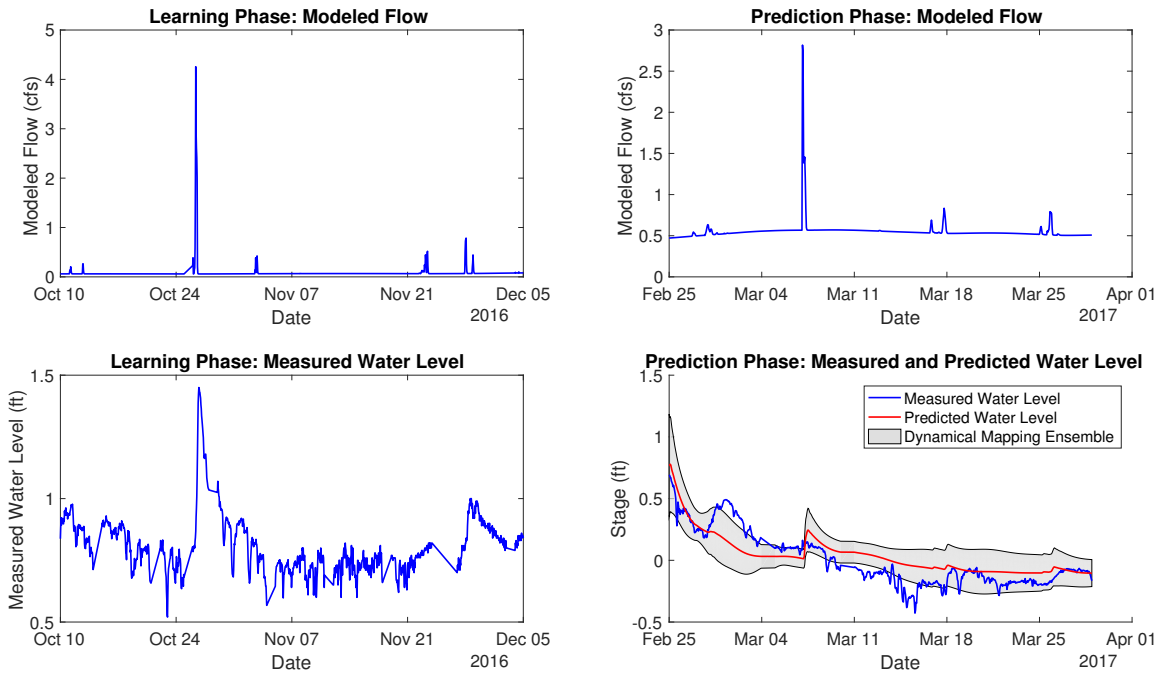 Learning Phase: Modeled Flow
Modeled Flow (cfs)
5
4
3
2
1
0
Oct 10 Oct 24 Nov 07 Nov 21 Dec 05
Date 2016
Prediction Phase: Modeled Flow
Modeled Flow (cfs)
3
2.5
2
1.5
1
0.5
0
Feb 25 Mar 04 Mar 11 Mar 18 Mar 25 Apr 01
Date 2017
Learning Phase: Measured Water Level
Measured Water Level (ft)
1.5
1
0.5
Oct 10 Oct 24 Nov 07 Nov 21 Dec 05
Date 2016
Prediction Phase: Measured and Predicted Water Level
Stage (ft)
1.5
1
0.5
0
-0.5
Measured Water Level
Predicted Water Level
Dynamical Mapping Ensemble
Feb 25 Mar 04 Mar 11 Mar 18 Mar 25 Apr 01
Date 2017